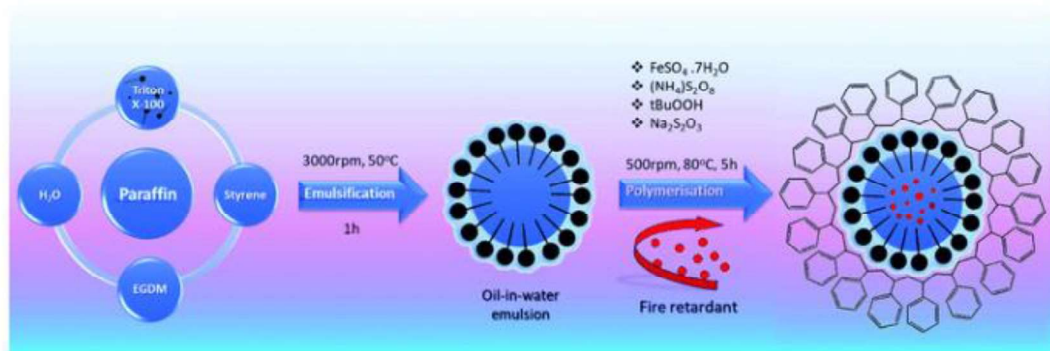 Triton
X-100
H₂O
Paraffin
Styrene
EGDM
3000rpm, 50°C
Emulsification
1h
Oil-in-water
emulsion
❖ FeSO₄ .7H₂O
❖ (NH₄)S₂O₈
❖ tBuOOH
❖ Na₂S₂O₃
500rpm, 80°C, 5h
Polymerisation
Fire retardant